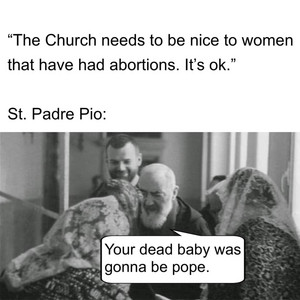 “The Church needs to be nice to women
that have had abortions. It’s ok.”
St. Padre Pio:
Your dead baby was
gonna be pope.